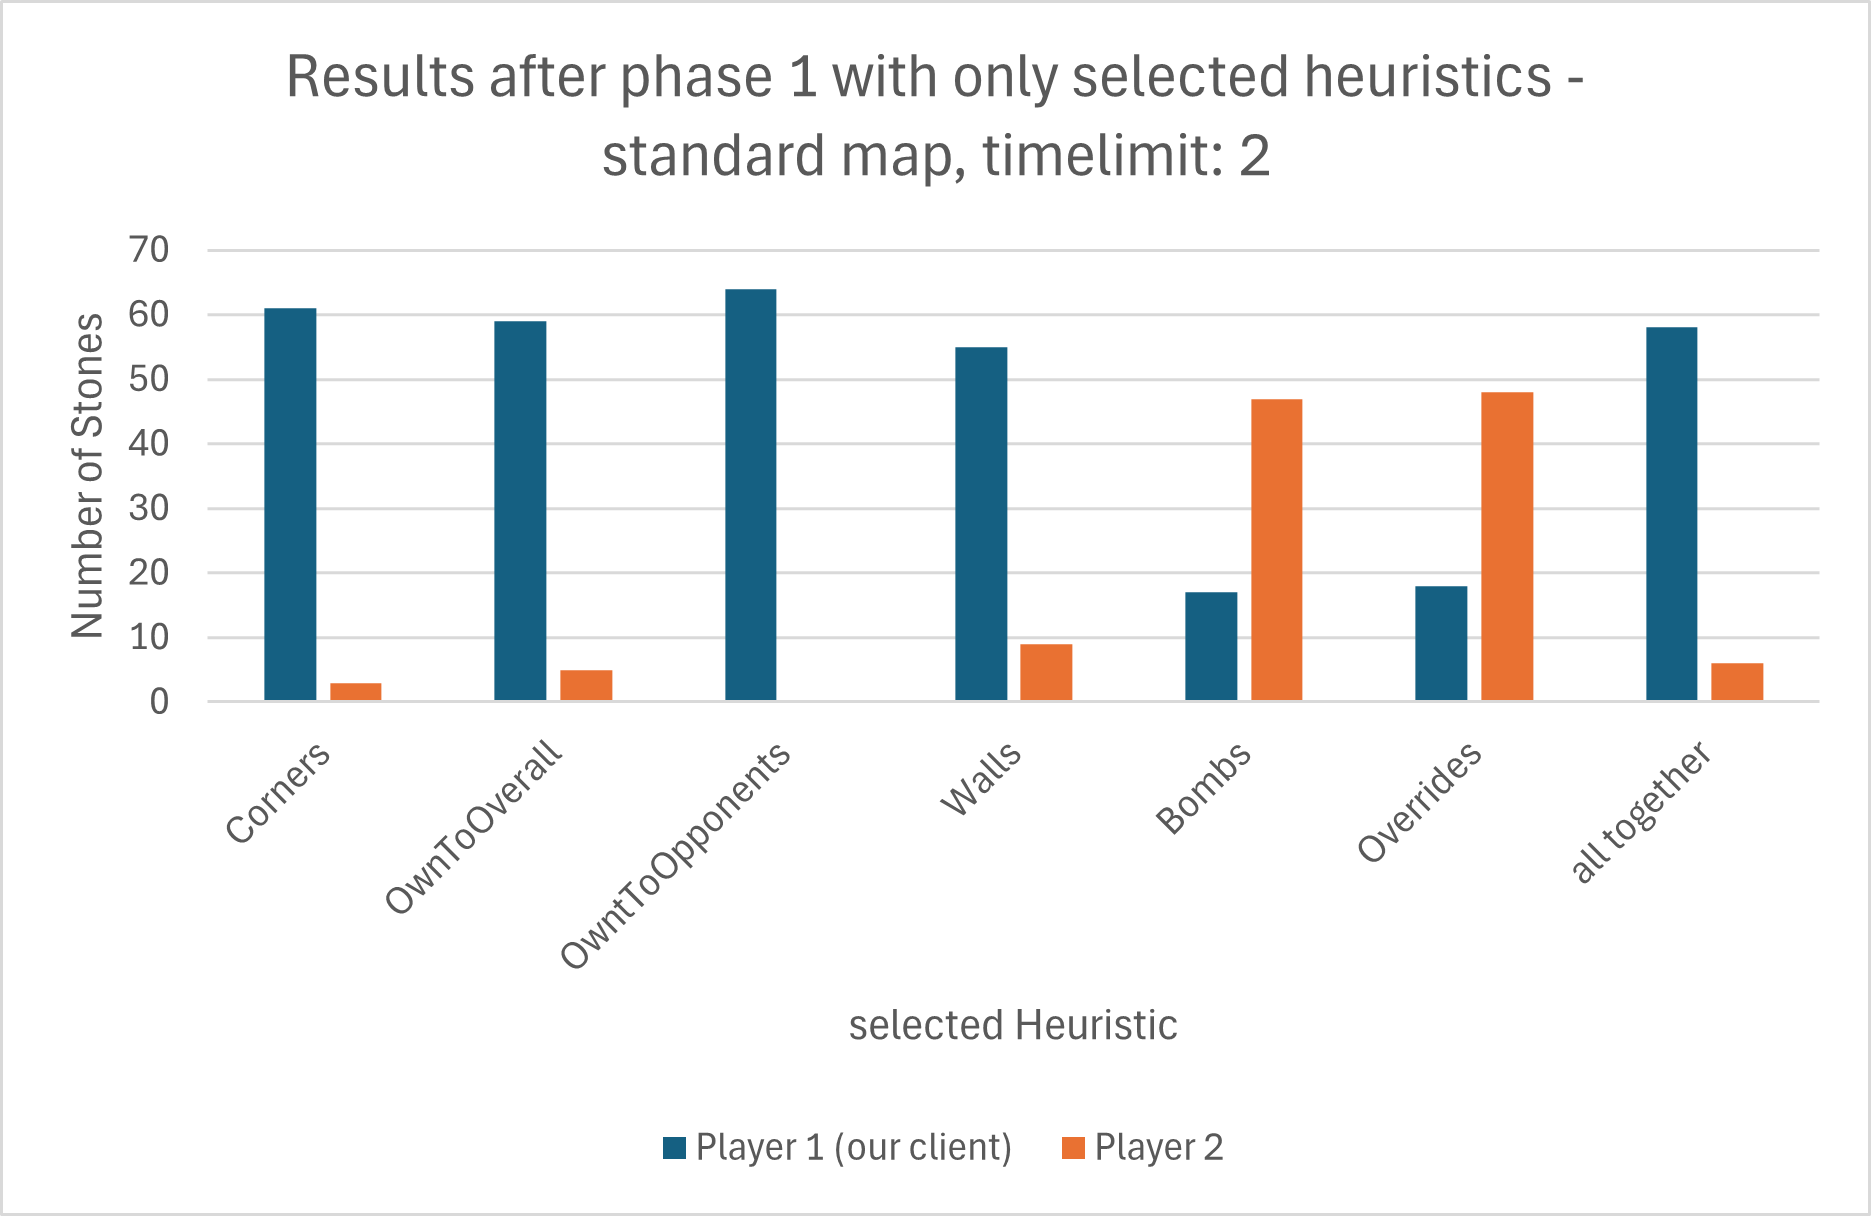 Results after phase 1 with only selected heuristics -
standard map, timelimit: 2
Number of Stones
70
60
50
40
30
20
10
0
Corners
OwnToOverall
OwntToOpponents
Walls
Bombs
Overrides
all together
selected Heuristic
Player 1 (our client)
Player 2